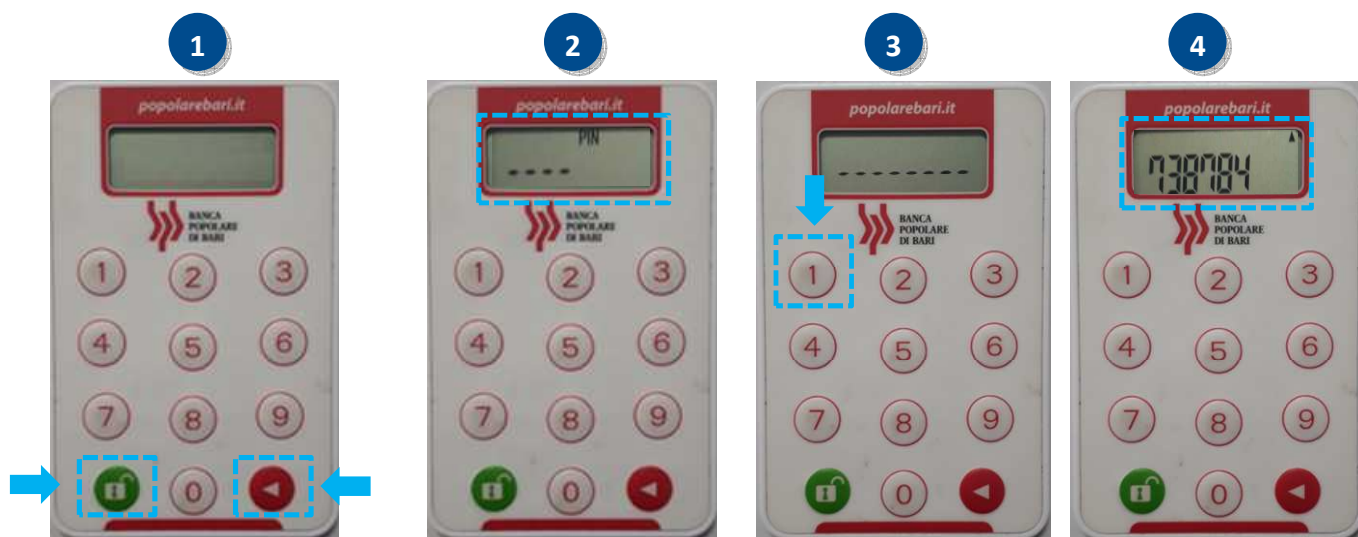 1
2
3
4
popolarebari.it
BANCA
POPOLARE
DI BARI
1 2 3
4 5 6
7 8 9
0
popolarebari.it
PIN
----
BANCA
POPOLARE
DI BARI
1 2 3
4 5 6
7 8 9
0
popolarebari.it
---------
BANCA
POPOLARE
DI BARI
1 2 3
4 5 6
7 8 9
0
popolarebari.it
738784
BANCA
POPOLARE
DI BARI
1 2 3
4 5 6
7 8 9
0